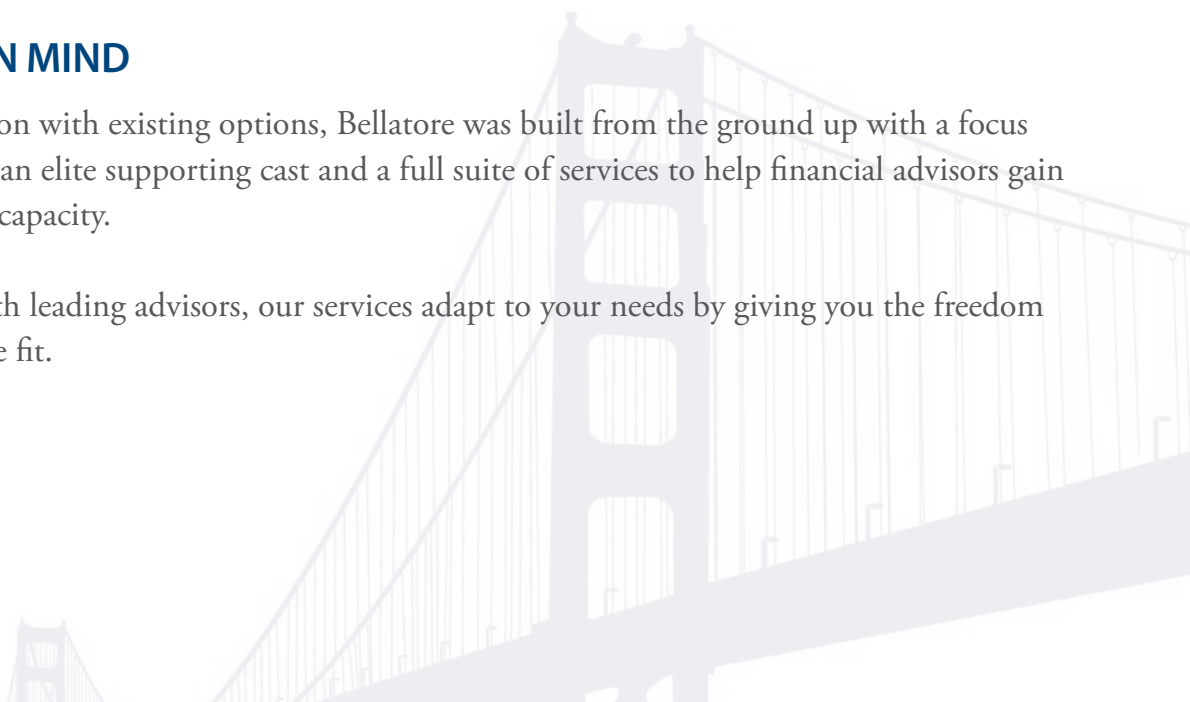 N MIND
on with existing options, Bellatore was built from the ground up with a focus
an elite supporting cast and a full suite of services to help financial advisors gain
capacity.
th leading advisors, our services adapt to your needs by giving you the freedom
e fit.